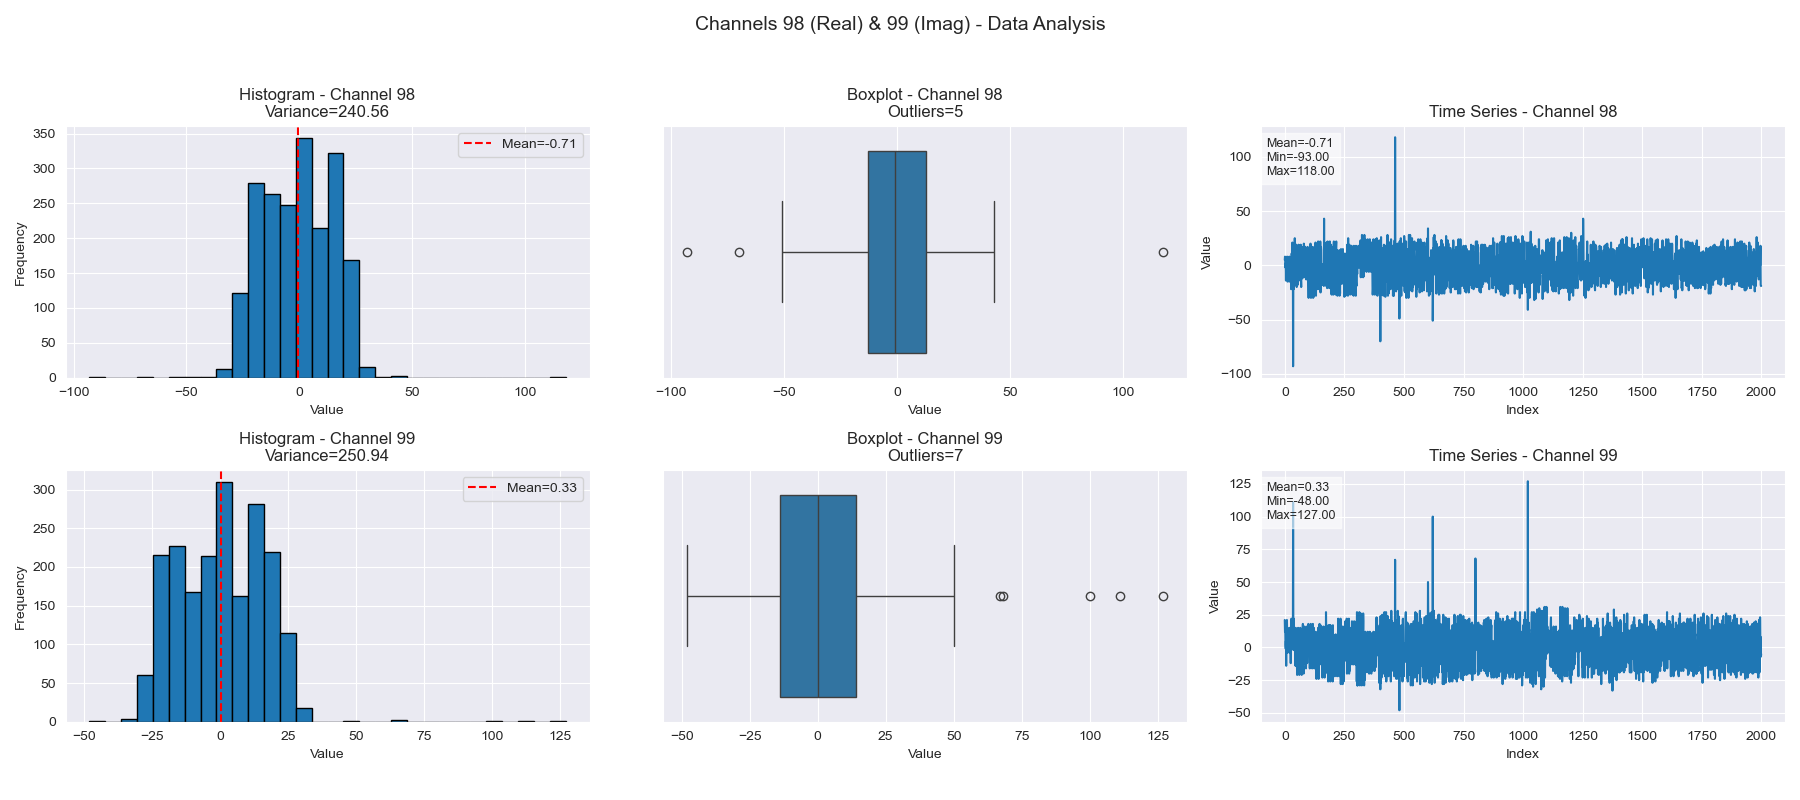 Channels 98 (Real) & 99 (Imag) - Data Analysis
Histogram - Channel 98
Variance=240.56
Mean=-0.71
Frequency
350
300
250
200
150
100
50
0
−100
−50
0
50
100
Value
Boxplot - Channel 98
Outliers=5
−100
−50
0
50
100
Value
Time Series - Channel 98
Mean=-0.71
Min=-93.00
Max=118.00
Value
100
50
0
−50
−100
0
250
500
750
1000
1250
1500
1750
2000
Index
Histogram - Channel 99
Variance=250.94
Mean=0.33
Frequency
300
250
200
150
100
50
0
−50
−25
0
25
50
75
100
125
Value
Boxplot - Channel 99
Outliers=7
−50
−25
0
25
50
75
100
125
Value
Time Series - Channel 99
Mean=0.33
Min=-48.00
Max=127.00
Value
125
100
75
50
25
0
−25
−50
0
250
500
750
1000
1250
1500
1750
2000
Index